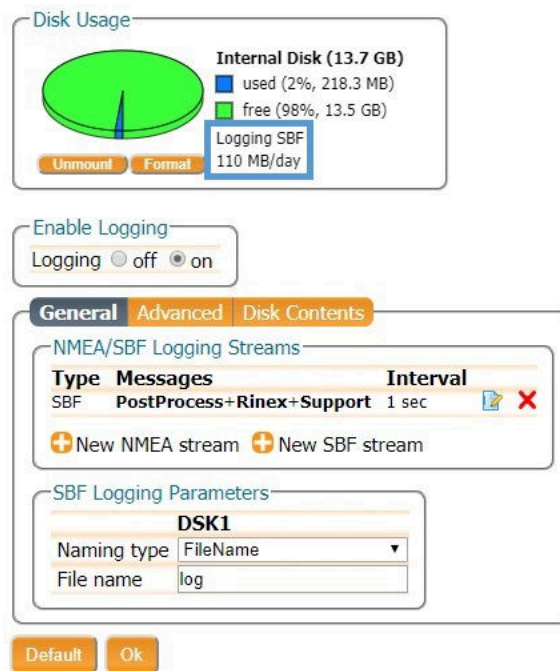 Disk Usage
Internal Disk (13.7 GB)
used (2%, 218.3 MB)
free (98%, 13.5 GB)
Logging SBF
110 MB/day
Unmount Format
Enable Logging
Logging off on
General Advanced Disk Contents
NMEA/SBF Logging Streams
Type Messages Interval
SBF PostProcess+Rinex+Support 1 sec
New NMEA stream New SBF stream
SBF Logging Parameters
DSK1
Naming type FileName
File name log
Default Ok